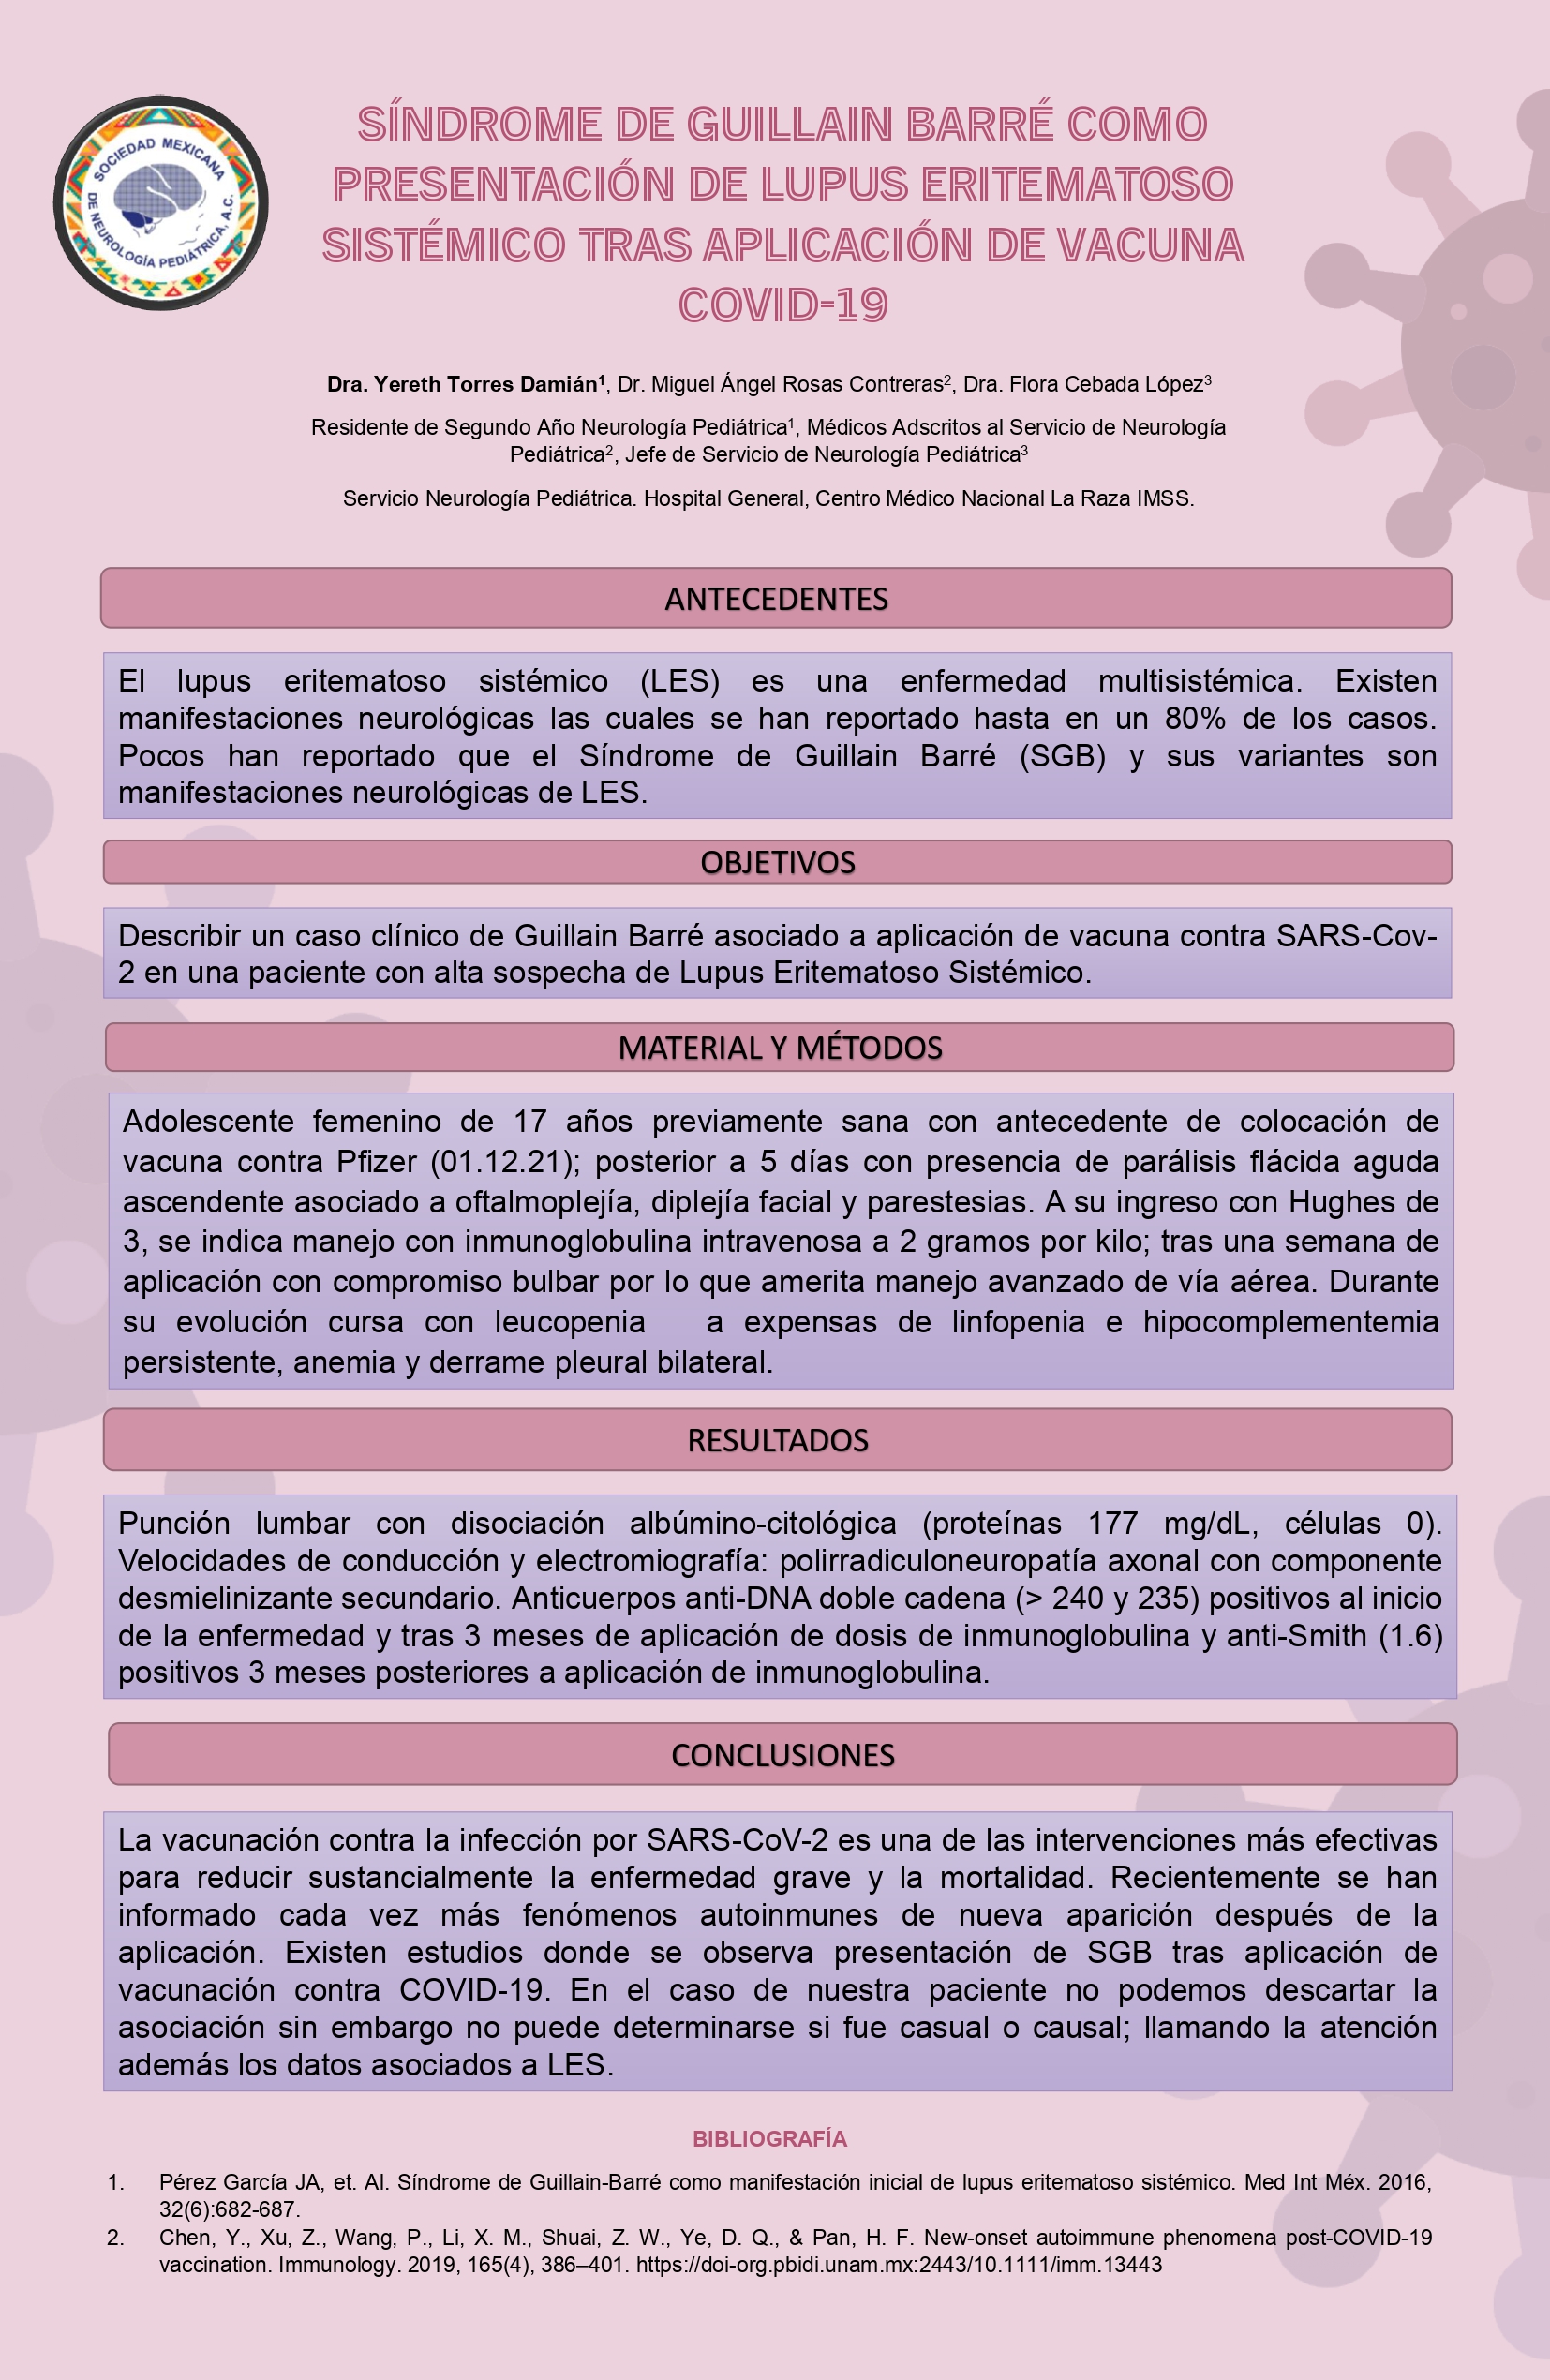 SOCIEDAD MEXICANA
DE NEUROLOGÍA PEDIÁTRICA, A.C.
SÍNDROME DE GUILLAIN BARRÉ COMO
PRESENTACIÓN DE LUPUS ERITEMATOSO
SISTÉMICO TRAS APLICACIÓN DE VACUNA
COVID-19
Dra. Yereth Torres Damián¹, Dr. Miguel Ángel Rosas Contreras², Dra. Flora Cebada López³
Residente de Segundo Año Neurología Pediátrica¹, Médicos Adscritos al Servicio de Neurología
Pediátrica², Jefe de Servicio de Neurología Pediátrica³
Servicio Neurología Pediátrica. Hospital General, Centro Médico Nacional La Raza IMSS.
ANTECEDENTES
El lupus eritematoso sistémico (LES) es una enfermedad multisistémica. Existen
manifestaciones neurológicas las cuales se han reportado hasta en un 80% de los casos.
Pocos han reportado que el Síndrome de Guillain Barré (SGB) y sus variantes son
manifestaciones neurológicas de LES.
OBJETIVOS
Describir un caso clínico de Guillain Barré asociado a aplicación de vacuna contra SARS-Cov-
2 en una paciente con alta sospecha de Lupus Eritematoso Sistémico.
MATERIAL Y MÉTODOS
Adolescente femenino de 17 años previamente sana con antecedente de colocación de
vacuna contra Pfizer (01.12.21); posterior a 5 días con presencia de parálisis flácida aguda
ascendente asociado a oftalmoplejía, diplejía facial y parestesias. A su ingreso con Hughes de
3, se indica manejo con inmunoglobulina intravenosa a 2 gramos por kilo; tras una semana de
aplicación con compromiso bulbar por lo que amerita manejo avanzado de vía aérea. Durante
su evolución cursa con leucopenia a expensas de linfopenia e hipocomplementemia
persistente, anemia y derrame pleural bilateral.
RESULTADOS
Punción lumbar con disociación albúmino-citológica (proteínas 177 mg/dL, células 0).
Velocidades de conducción y electromiografía: polirradiculoneuropatía axonal con componente
desmielinizante secundario. Anticuerpos anti-DNA doble cadena (> 240 y 235) positivos al inicio
de la enfermedad y tras 3 meses de aplicación de dosis de inmunoglobulina y anti-Smith (1.6)
positivos 3 meses posteriores a aplicación de inmunoglobulina.
CONCLUSIONES
La vacunación contra la infección por SARS-CoV-2 es una de las intervenciones más efectivas
para reducir sustancialmente la enfermedad grave y la mortalidad. Recientemente se han
informado cada vez más fenómenos autoinmunes de nueva aparición después de la
aplicación. Existen estudios donde se observa presentación de SGB tras aplicación de
vacunación contra COVID-19. En el caso de nuestra paciente no podemos descartar la
asociación sin embargo no puede determinarse si fue casual o causal; llamando la atención
además los datos asociados a LES.
BIBLIOGRAFÍA
1. Pérez García JA, et. Al. Síndrome de Guillain-Barré como manifestación inicial de lupus eritematoso sistémico. Med Int Méx. 2016,
32(6):682-687.
2. Chen, Y., Xu, Z., Wang, P., Li, X. M., Shuai, Z. W., Ye, D. Q., & Pan, H. F. New-onset autoimmune phenomena post-COVID-19
vaccination. Immunology. 2019, 165(4), 386–401. https://doi-org.pbidi.unam.mx:2443/10.1111/imm.13443